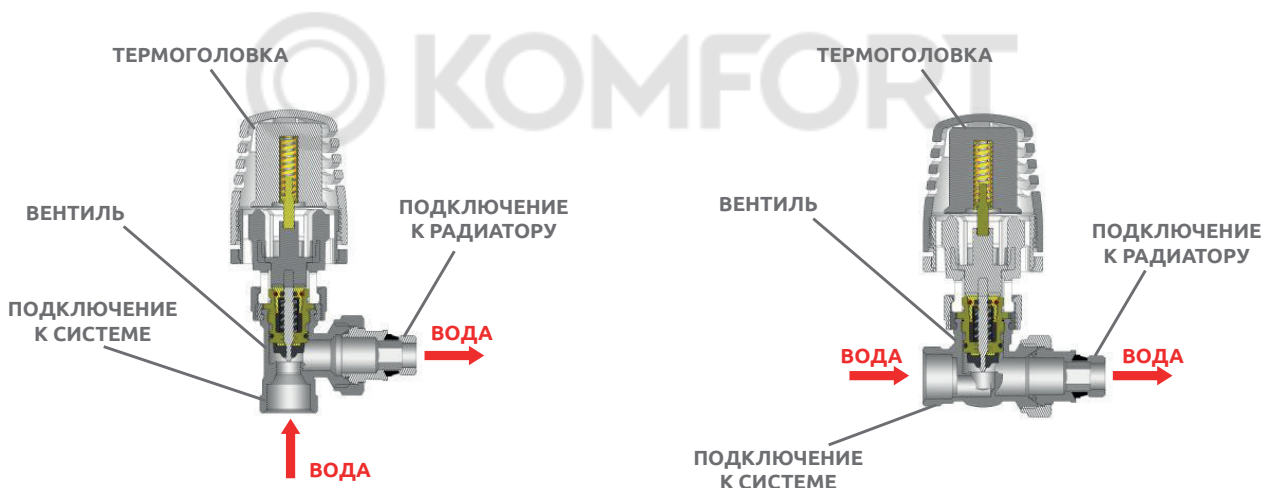 KOMFORT
ТЕРМОГОЛОВКА
ВЕНТИЛЬ
ПОДКЛЮЧЕНИЕ
К РАДИАТОРУ
ПОДКЛЮЧЕНИЕ
К СИСТЕМЕ
ВОДА
ВОДА
ТЕРМОГОЛОВКА
ВЕНТИЛЬ
ПОДКЛЮЧЕНИЕ
К РАДИАТОРУ
ВОДА
ВОДА
ПОДКЛЮЧЕНИЕ
К СИСТЕМЕ